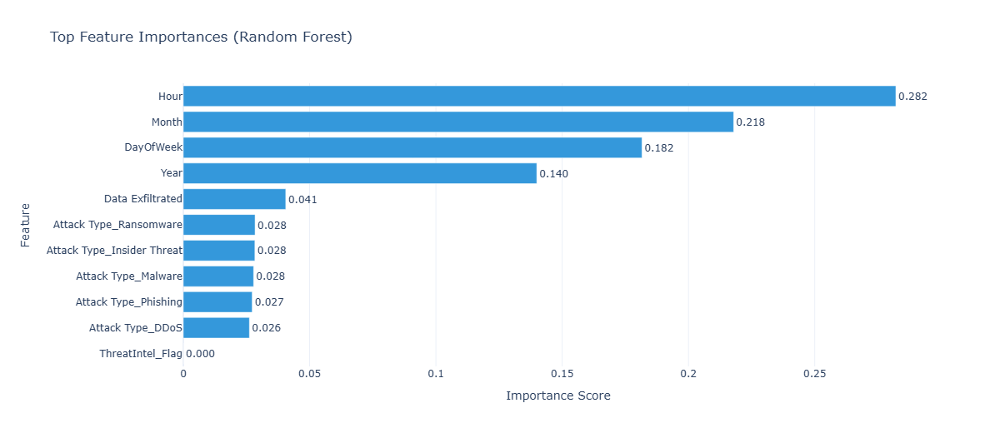 Top Feature Importances (Random Forest)
Feature
Hour 0.282
Month 0.218
DayOfWeek 0.182
Year 0.140
Data Exfiltrated 0.041
Attack Type_Ransomware 0.028
Attack Type_Insider Threat 0.028
Attack Type_Malware 0.028
Attack Type_Phishing 0.027
Attack Type_DDoS 0.026
ThreatIntel_Flag 0.000
0 0.05 0.1 0.15 0.2 0.25
Importance Score